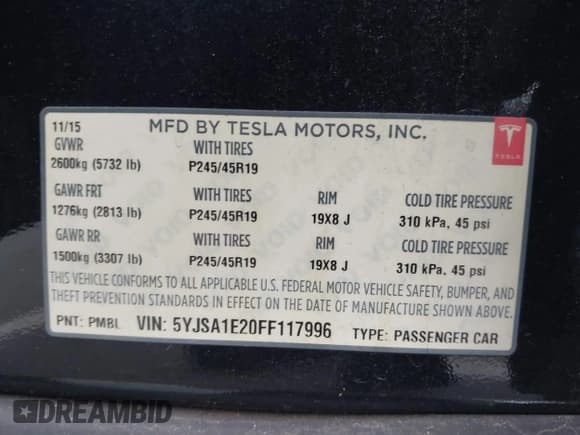 11/15 MFD BY TESLA MOTORS, INC.
GVWR WITH TIRES
2600kg (5732 lb) P245/45R19
TESLA
GAWR FRT WITH TIRES RIM COLD TIRE PRESSURE
1276kg (2813 lb) P245/45R19 19X8 J 310 kPa, 45 psi
GAWR RR WITH TIRES RIM COLD TIRE PRESSURE
1500kg (3307 lb) P245/45R19 19X8 J 310 kPa, 45 psi
THIS VEHICLE CONFORMS TO ALL APPLICABLE U.S. FEDERAL MOTOR VEHICLE SAFETY, BUMPER, AND
THEFT PREVENTION STANDARDS IN EFFECT ON THE DATE OF MANUFACTURE SHOWN ABOVE.
PNT: PMBL VIN: 5YJSA1E20FF117996 TYPE: PASSENGER CAR
DREAMBID